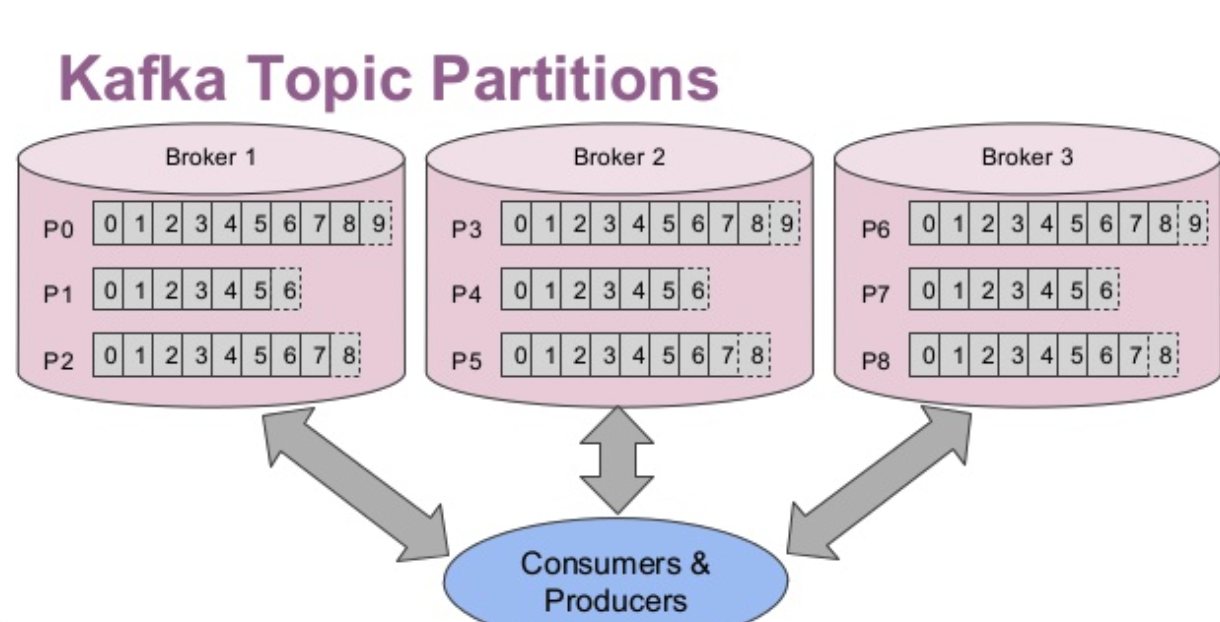 Kafka Topic Partitions
Broker 1
P0 0 1 2 3 4 5 6 7 8 9
P1 0 1 2 3 4 5 6
P2 0 1 2 3 4 5 6 7 8
Broker 2
P3 0 1 2 3 4 5 6 7 8 9
P4 0 1 2 3 4 5 6
P5 0 1 2 3 4 5 6 7 8
Broker 3
P6 0 1 2 3 4 5 6 7 8 9
P7 0 1 2 3 4 5 6
P8 0 1 2 3 4 5 6 7 8
Consumers &
Producers